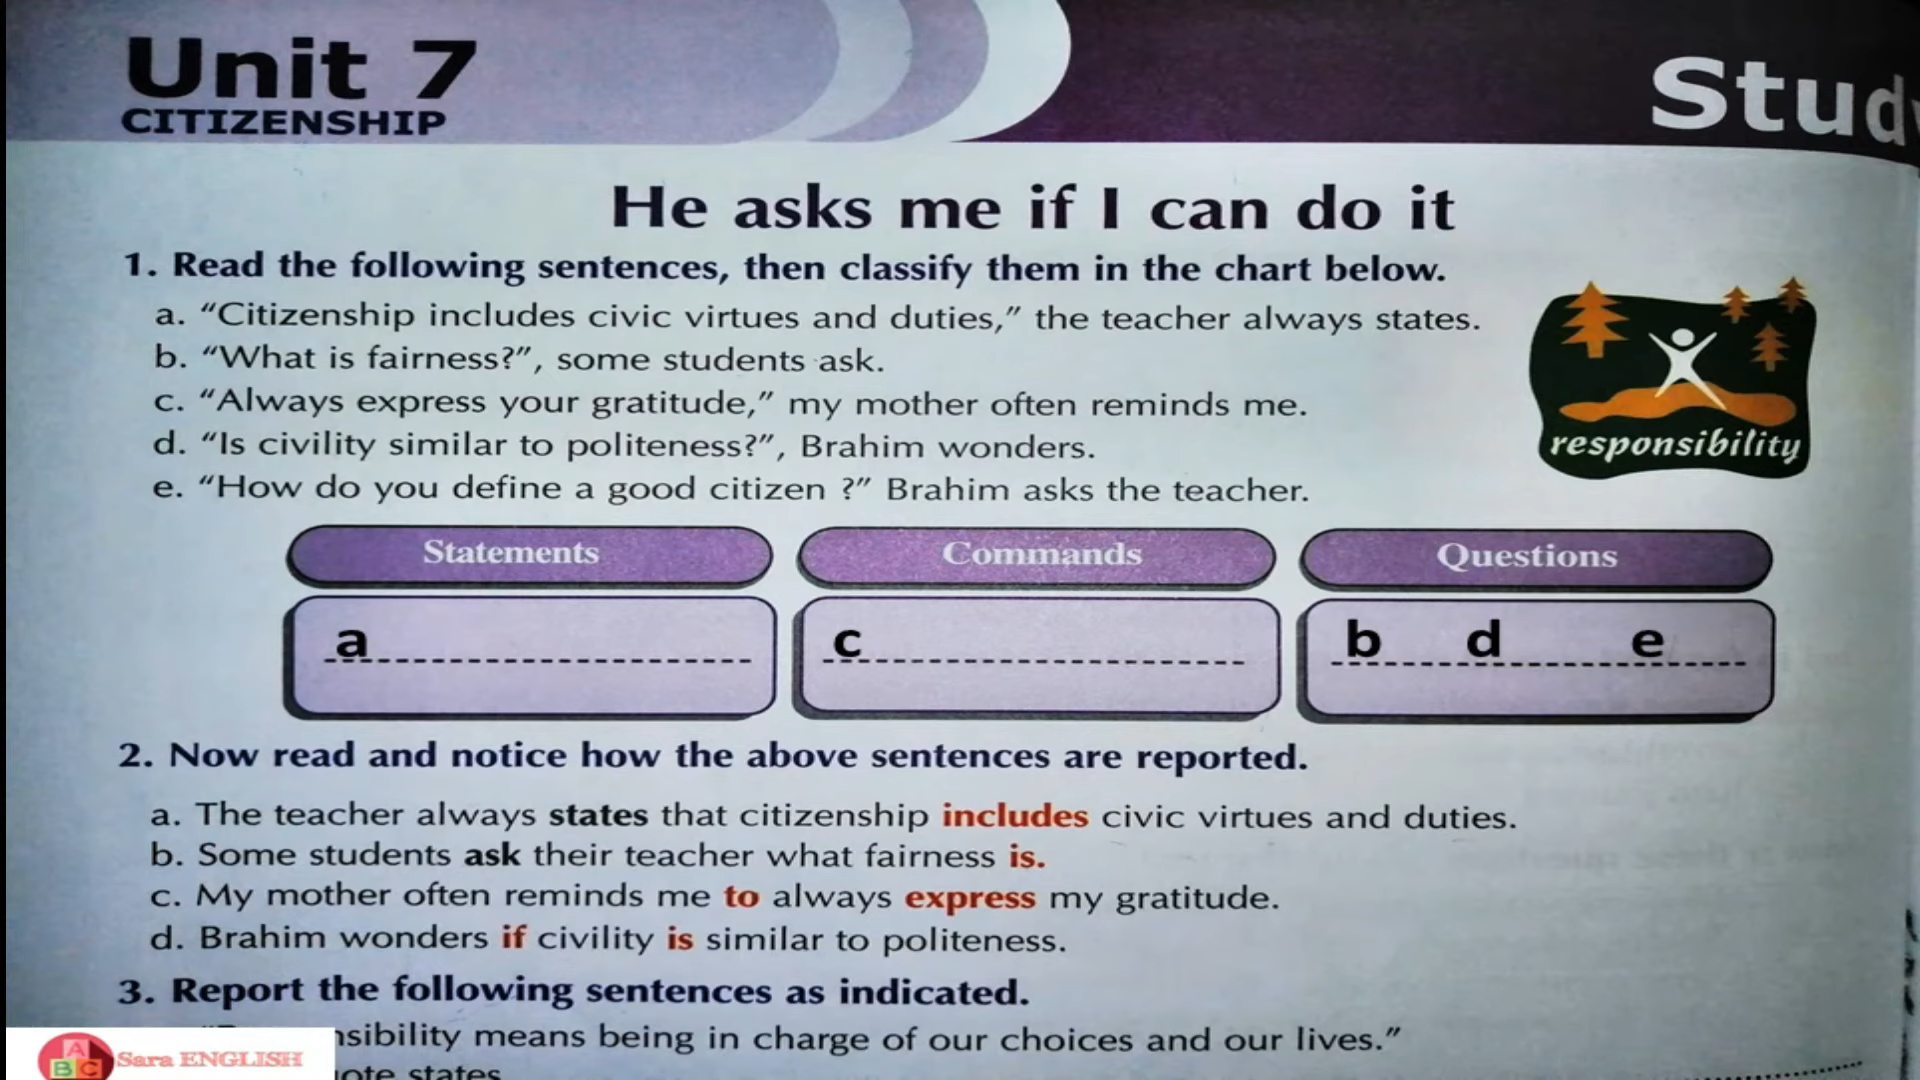 Unit 7
CITIZENSHIP
Stud
He asks me if I can do it
1. Read the following sentences, then classify them in the chart below.
a. “Citizenship includes civic virtues and duties,” the teacher always states.
b. “What is fairness?”, some students ask.
c. “Always express your gratitude,” my mother often reminds me.
d. “Is civility similar to politeness?”, Brahim wonders.
e. “How do you define a good citizen ?” Brahim asks the teacher.
responsibility
Statements Commands Questions
a c b d e
2. Now read and notice how the above sentences are reported.
a. The teacher always states that citizenship includes civic virtues and duties.
b. Some students ask their teacher what fairness is.
c. My mother often reminds me to always express my gratitude.
d. Brahim wonders if civility is similar to politeness.
3. Report the following sentences as indicated.
means being in charge of our choices and our lives.”
states
A B C Sara ENGLISH